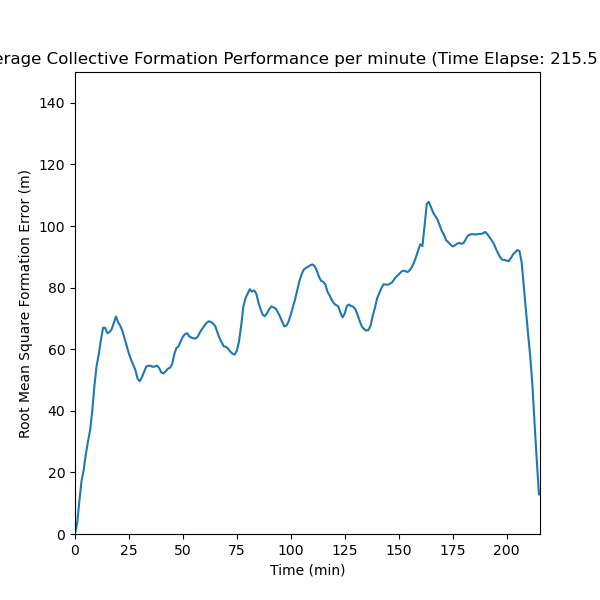 erage Collective Formation Performance per minute (Time Elapse: 215.5
140
120
100
80
60
40
20
0
Root Mean Square Formation Error (m)
0 25 50 75 100 125 150 175 200
Time (min)